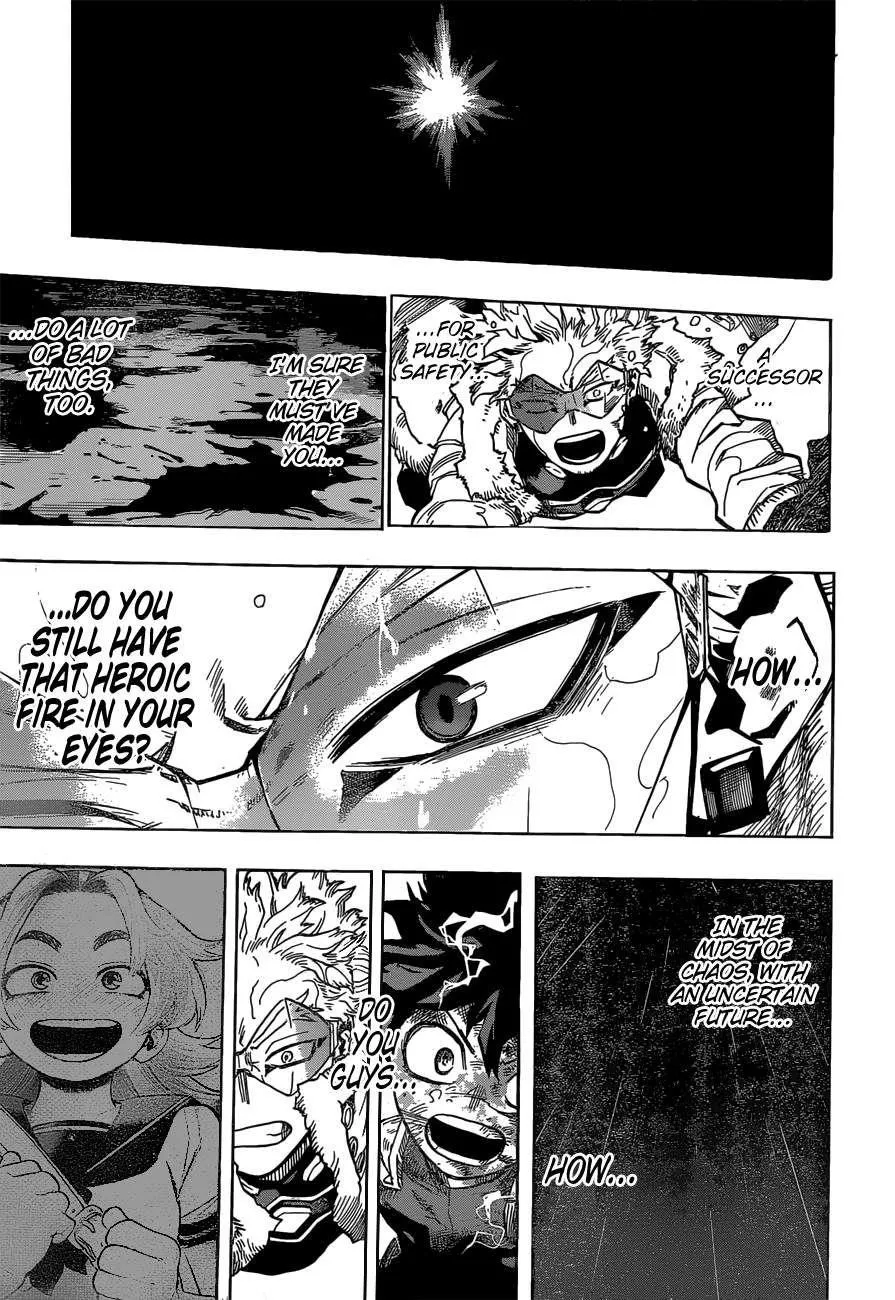 A
SUCCESSOR
...
...FOR
PUBLIC
SAFETY...
I'M SURE
THEY
MUST'VE
MADE
YOU...
...DO A LOT
OF BAD
THINGS,
TOO.
HOW...
...DO YOU
STILL HAVE
THAT HEROIC
FIRE IN YOUR
EYES?
IN THE
MIDST OF
CHAOS, WITH
AN UNCERTAIN
FUTURE...
HOW...
DO
YOU
GUYS...